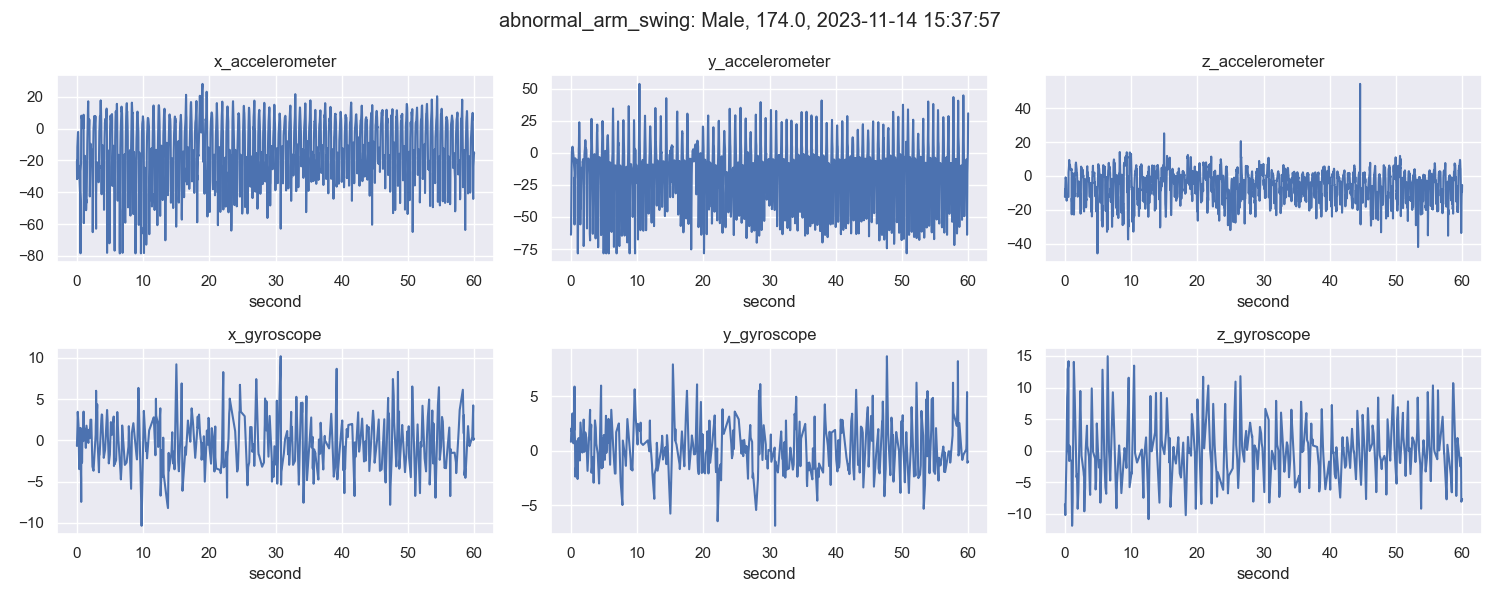 abnormal_arm_swing: Male, 174.0, 2023-11-14 15:37:57
x_accelerometer
y_accelerometer
z_accelerometer
20
0
−20
−40
−60
−80
0 10 20 30 40 50 60
second
50
25
0
−25
−50
−75
0 10 20 30 40 50 60
second
40
20
0
−20
−40
0 10 20 30 40 50 60
second
x_gyroscope
y_gyroscope
z_gyroscope
10
5
0
−5
−10
0 10 20 30 40 50 60
second
5
0
−5
0 10 20 30 40 50 60
second
15
10
5
0
−5
−10
0 10 20 30 40 50 60
second